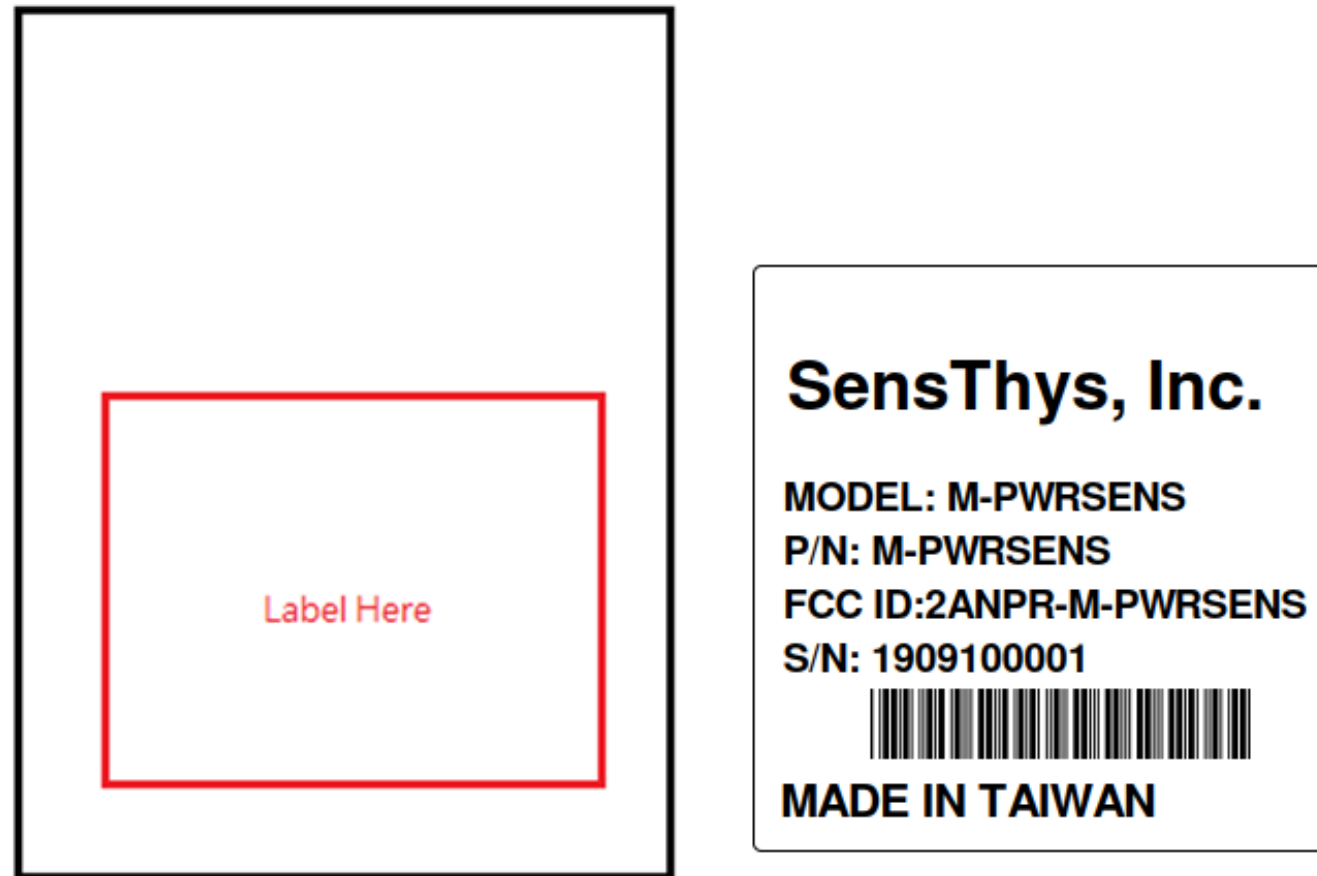 Label Here
SensThys, Inc.
MODEL: M-PWRSENS
P/N: M-PWRSENS
FCC ID:2ANPR-M-PWRSENS
S/N: 1909100001
MADE IN TAIWAN